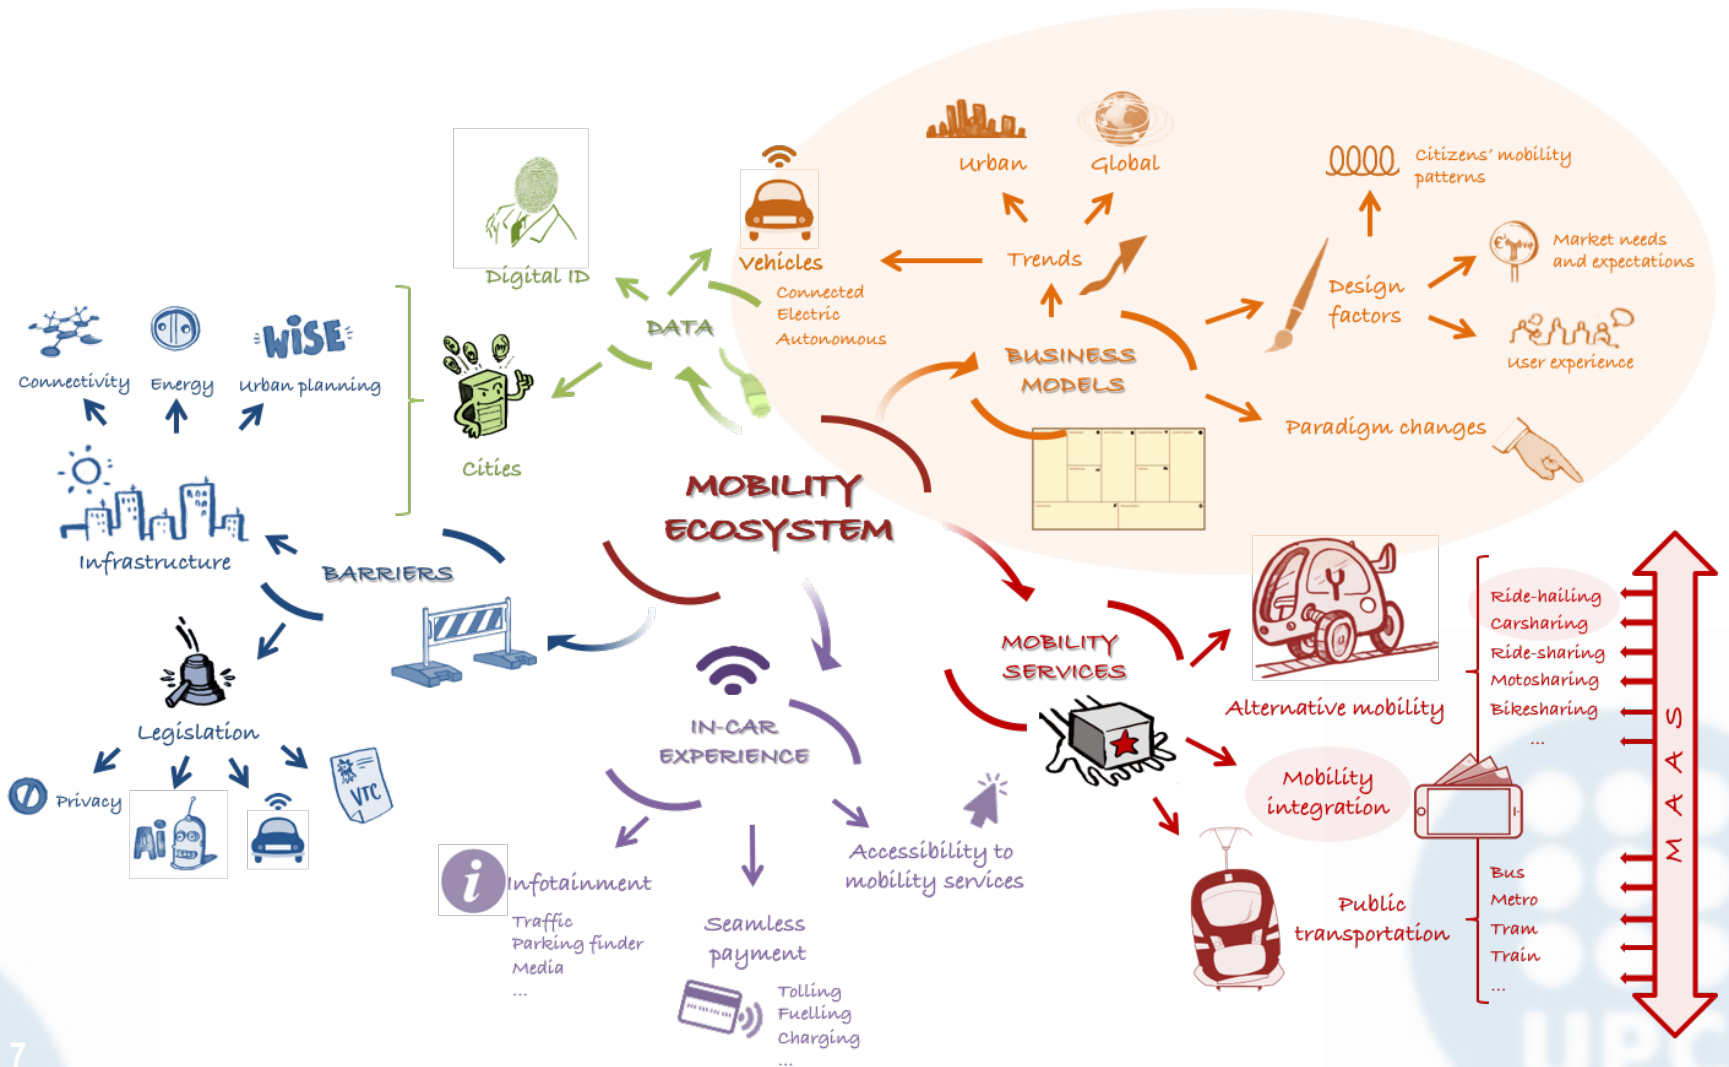 MOBILITY
ECOSYSTEM
DATA
Digital ID
Cities
Vehicles
Connected
Electric
Autonomous
BUSINESS
MODELS
Trends
Urban
Global
Design
factors
Citizens' mobility
patterns
Market needs
and expectations
User experience
Paradigm changes
MOBILITY
SERVICES
Alternative mobility
Ride-hailing
Carsharing
Ride-sharing
Motosharing
Bikesharing
...
Mobility
integration
Public
transportation
Bus
Metro
Tram
Train
...
MAAS
IN-CAR
EXPERIENCE
Infotainment
Traffic
Parking finder
Media
...
Seamless
payment
Tolling
Fuelling
Charging
...
Accessibility to
mobility services
BARRIERS
Infrastructure
Connectivity
Energy
WiSE
Urban planning
Legislation
Privacy
Ai
VTC
7
UPC